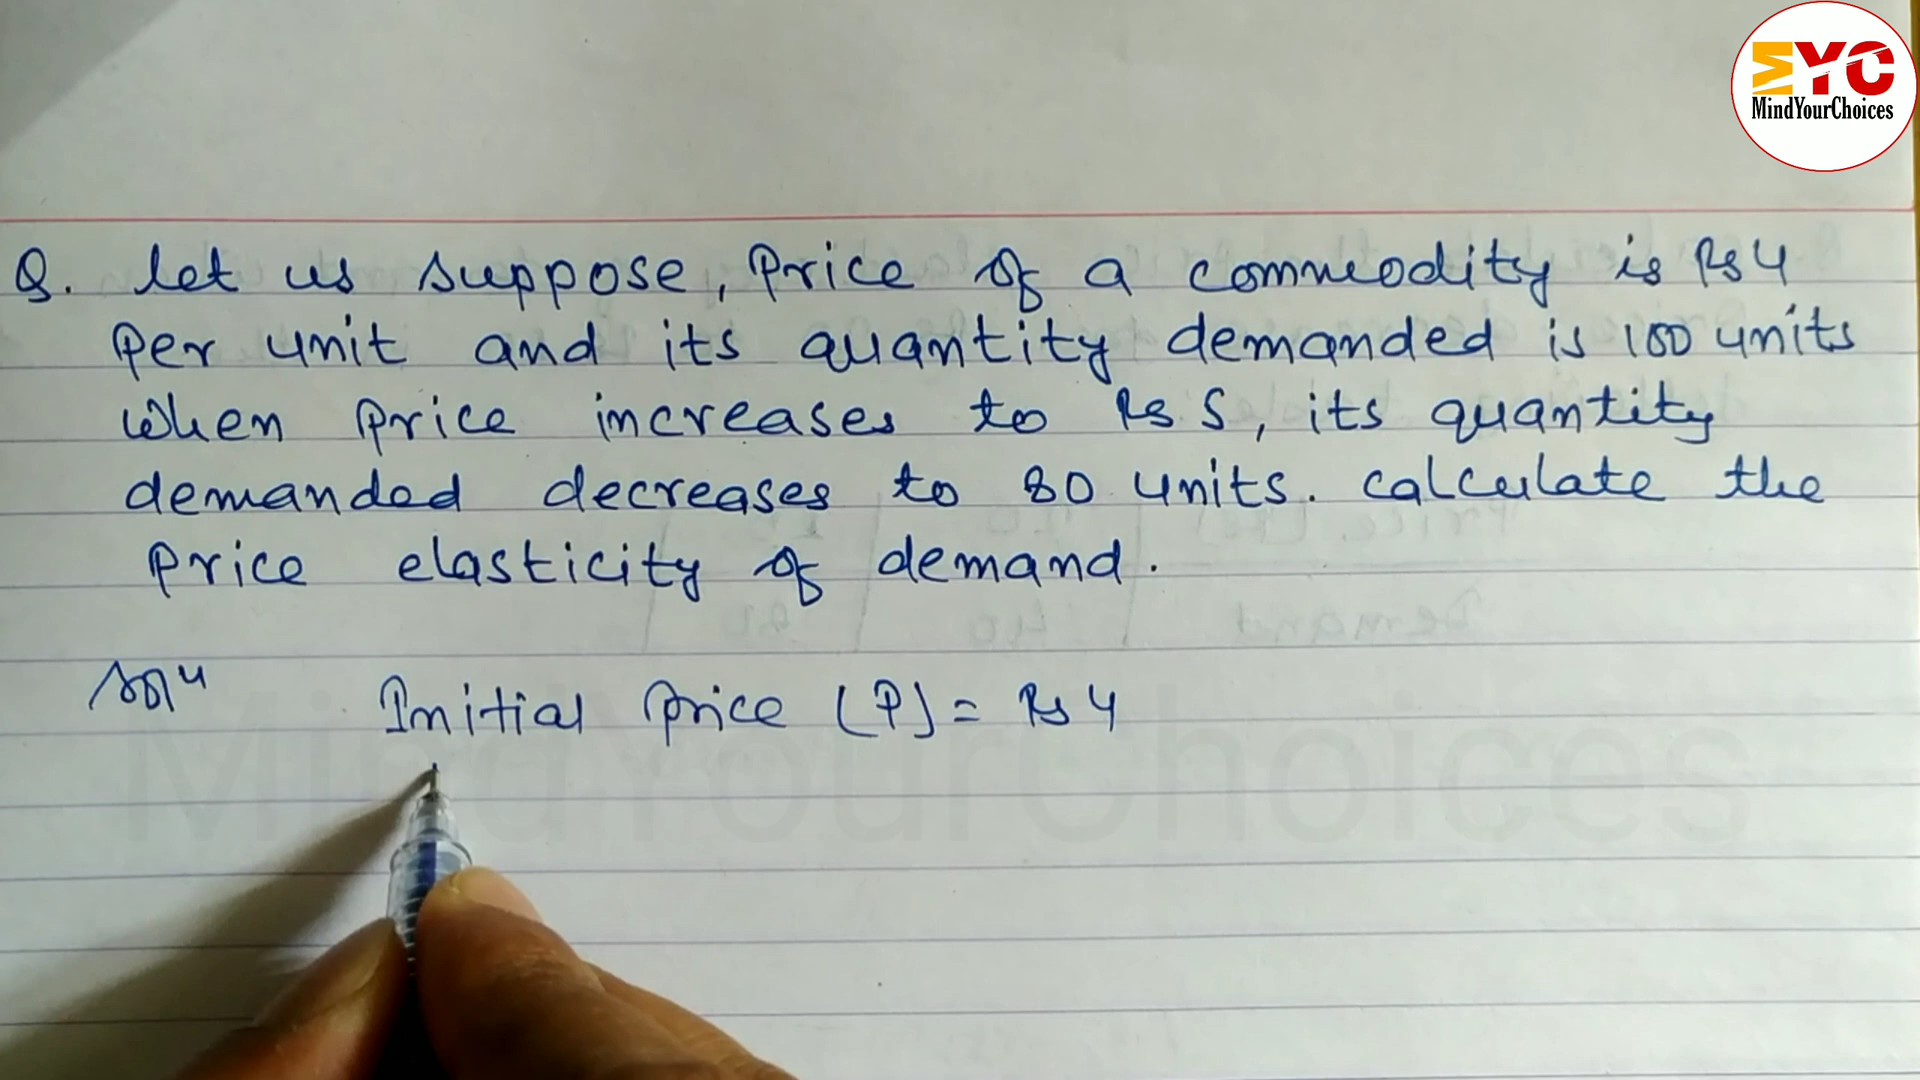 MYC
MindYourChoices
Q. let us suppose, Price of a commodity is Rs 4
Per unit and its quantity demanded is 100 units
When Price increases to Rs 5, its quantity
demanded decreases to 80 units. Calculate the
Price elasticity of demand.
Initial Price (P) = Rs 4
MindYourChoices